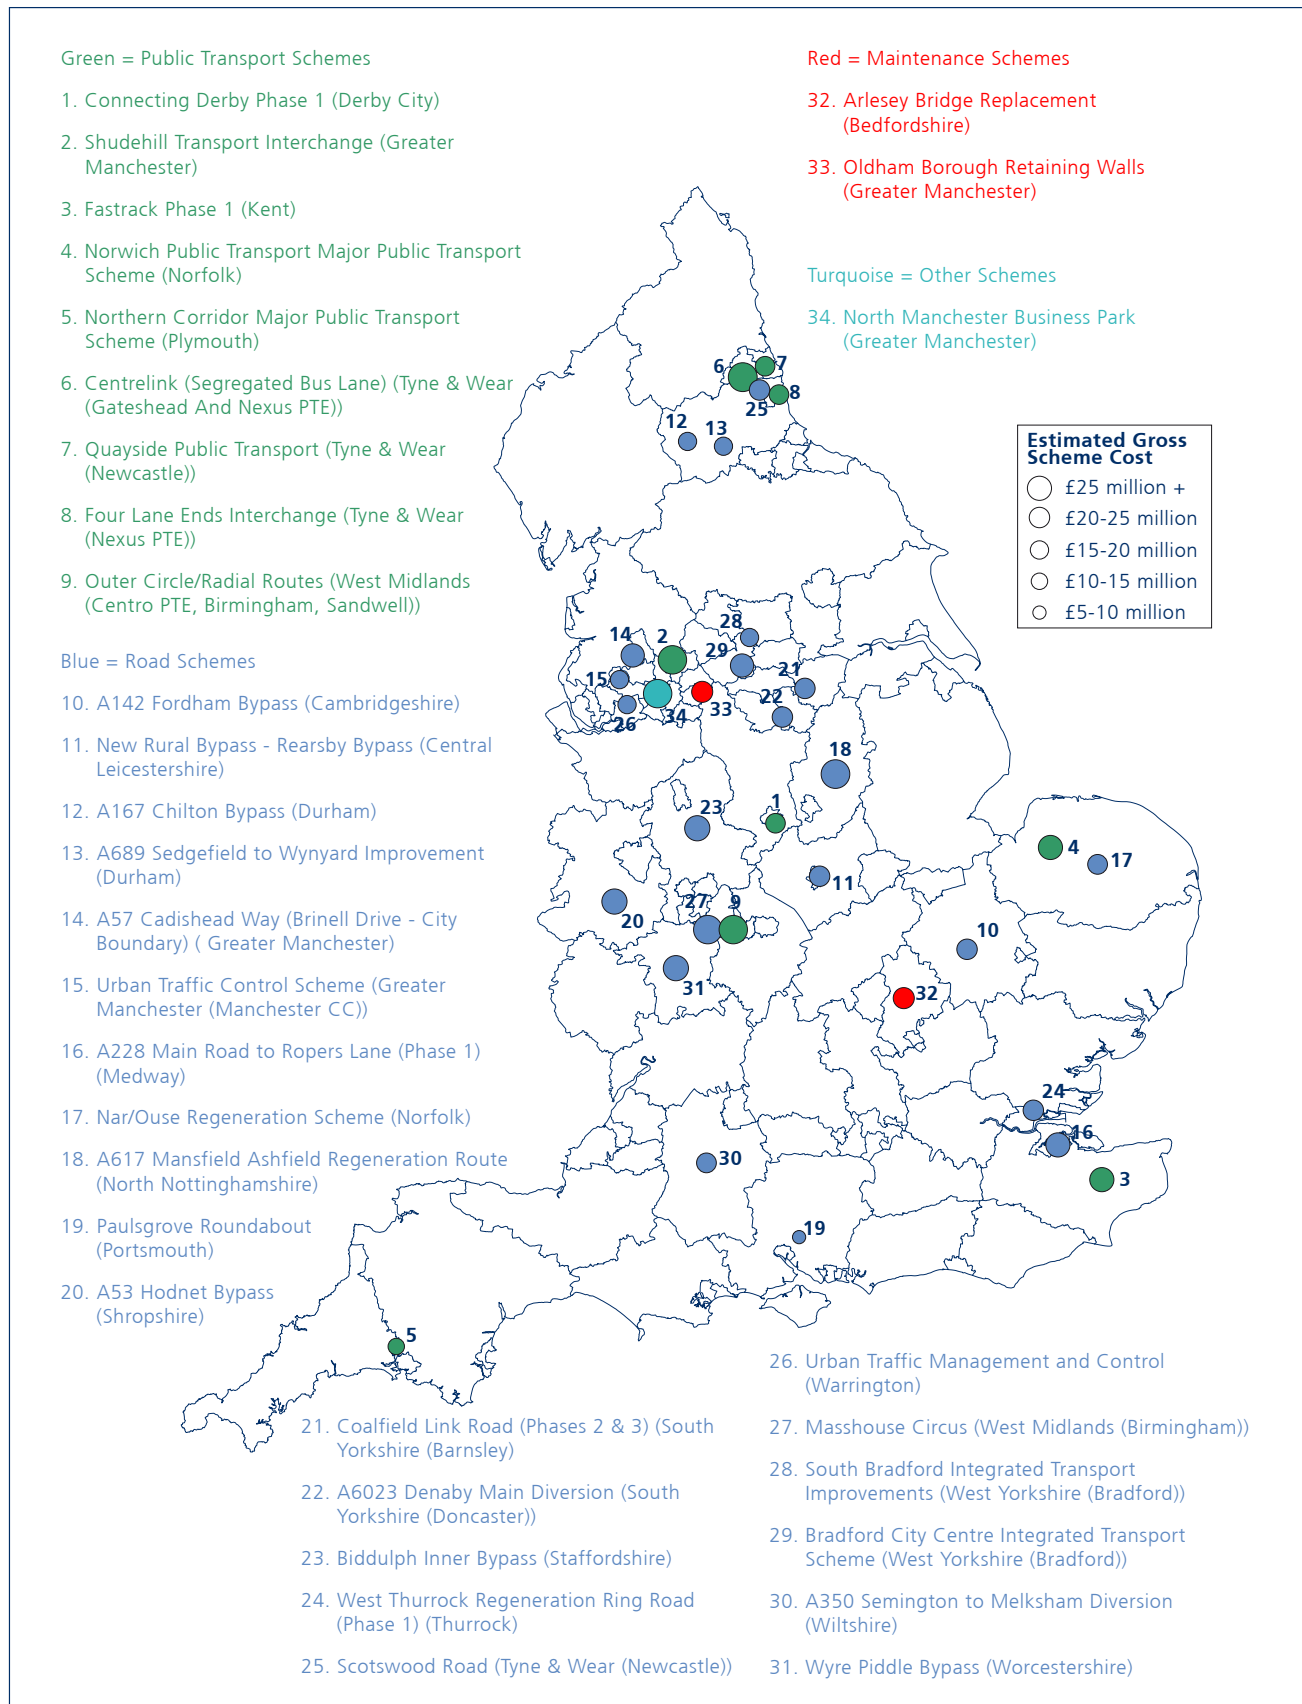 Green = Public Transport Schemes
1. Connecting Derby Phase 1 (Derby City)
2. Shudehill Transport Interchange (Greater
Manchester)
3. Fastrack Phase 1 (Kent)
4. Norwich Public Transport Major Public Transport
Scheme (Norfolk)
5. Northern Corridor Major Public Transport
Scheme (Plymouth)
6. Centrelink (Segregated Bus Lane) (Tyne & Wear
(Gateshead And Nexus PTE))
7. Quayside Public Transport (Tyne & Wear
(Newcastle))
8. Four Lane Ends Interchange (Tyne & Wear
(Nexus PTE))
9. Outer Circle/Radial Routes (West Midlands
(Centro PTE, Birmingham, Sandwell))
Blue = Road Schemes
10. A142 Fordham Bypass (Cambridgeshire)
11. New Rural Bypass - Rearsby Bypass (Central
Leicestershire)
12. A167 Chilton Bypass (Durham)
13. A689 Sedgefield to Wynyard Improvement
(Durham)
14. A57 Cadishead Way (Brinell Drive - City
Boundary) ( Greater Manchester)
15. Urban Traffic Control Scheme (Greater
Manchester (Manchester CC))
16. A228 Main Road to Ropers Lane (Phase 1)
(Medway)
17. Nar/Ouse Regeneration Scheme (Norfolk)
18. A617 Mansfield Ashfield Regeneration Route
(North Nottinghamshire)
19. Paulsgrove Roundabout
(Portsmouth)
20. A53 Hodnet Bypass
(Shropshire)
21. Coalfield Link Road (Phases 2 & 3) (South
Yorkshire (Barnsley)
22. A6023 Denaby Main Diversion (South
Yorkshire (Doncaster))
23. Biddulph Inner Bypass (Staffordshire)
24. West Thurrock Regeneration Ring Road
(Phase 1) (Thurrock)
25. Scotswood Road (Tyne & Wear (Newcastle))
26. Urban Traffic Management and Control
(Warrington)
27. Masshouse Circus (West Midlands (Birmingham))
28. South Bradford Integrated Transport
Improvements (West Yorkshire (Bradford))
29. Bradford City Centre Integrated Transport
Scheme (West Yorkshire (Bradford))
30. A350 Semington to Melksham Diversion
(Wiltshire)
31. Wyre Piddle Bypass (Worcestershire)
Red = Maintenance Schemes
32. Arlesey Bridge Replacement
(Bedfordshire)
33. Oldham Borough Retaining Walls
(Greater Manchester)
Turquoise = Other Schemes
34. North Manchester Business Park
(Greater Manchester)
Estimated Gross
Scheme Cost
£25 million +
£20-25 million
£15-20 million
£10-15 million
£5-10 million
6
7
8
25
12
13
28
14
2
29
15
21
22
26
34
33
18
1
23
4
17
11
27
9
20
10
31
32
24
16
30
3
19
5